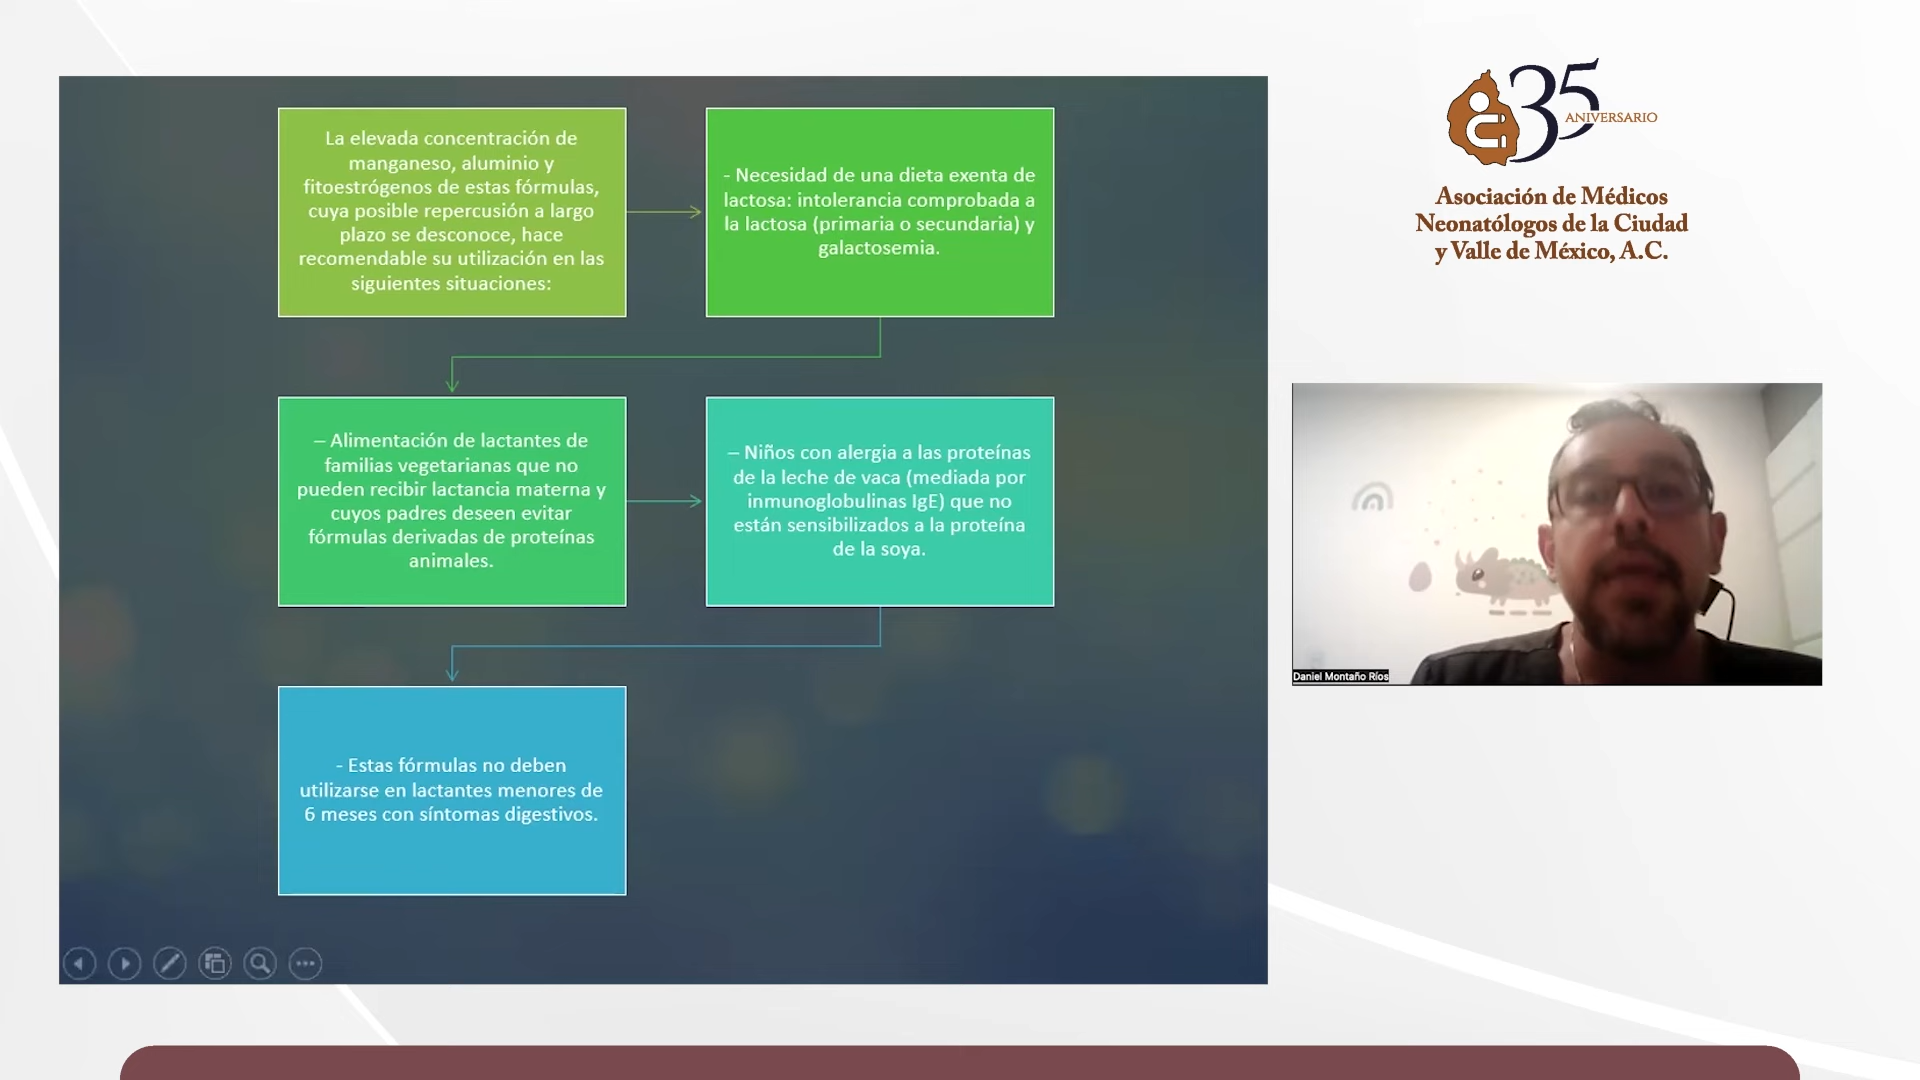 La elevada concentración de
manganeso, aluminio y
fitoestrógenos de estas fórmulas,
cuya posible repercusión a largo
plazo se desconoce, hace
recomendable su utilización en las
siguientes situaciones:
- Necesidad de una dieta exenta de
lactosa: intolerancia comprobada a
la lactosa (primaria o secundaria) y
galactosemia.
– Alimentación de lactantes de
familias vegetarianas que no
pueden recibir lactancia materna y
cuyos padres deseen evitar
fórmulas derivadas de proteínas
animales.
– Niños con alergia a las proteínas
de la leche de vaca (mediada por
inmunoglobulinas IgE) que no
están sensibilizados a la proteína
de la soya.
- Estas fórmulas no deben
utilizarse en lactantes menores de
6 meses con síntomas digestivos.
35
ANIVERSARIO
Asociación de Médicos
Neonatólogos de la Ciudad
y Valle de México, A.C.
Daniel Montaño Ríos